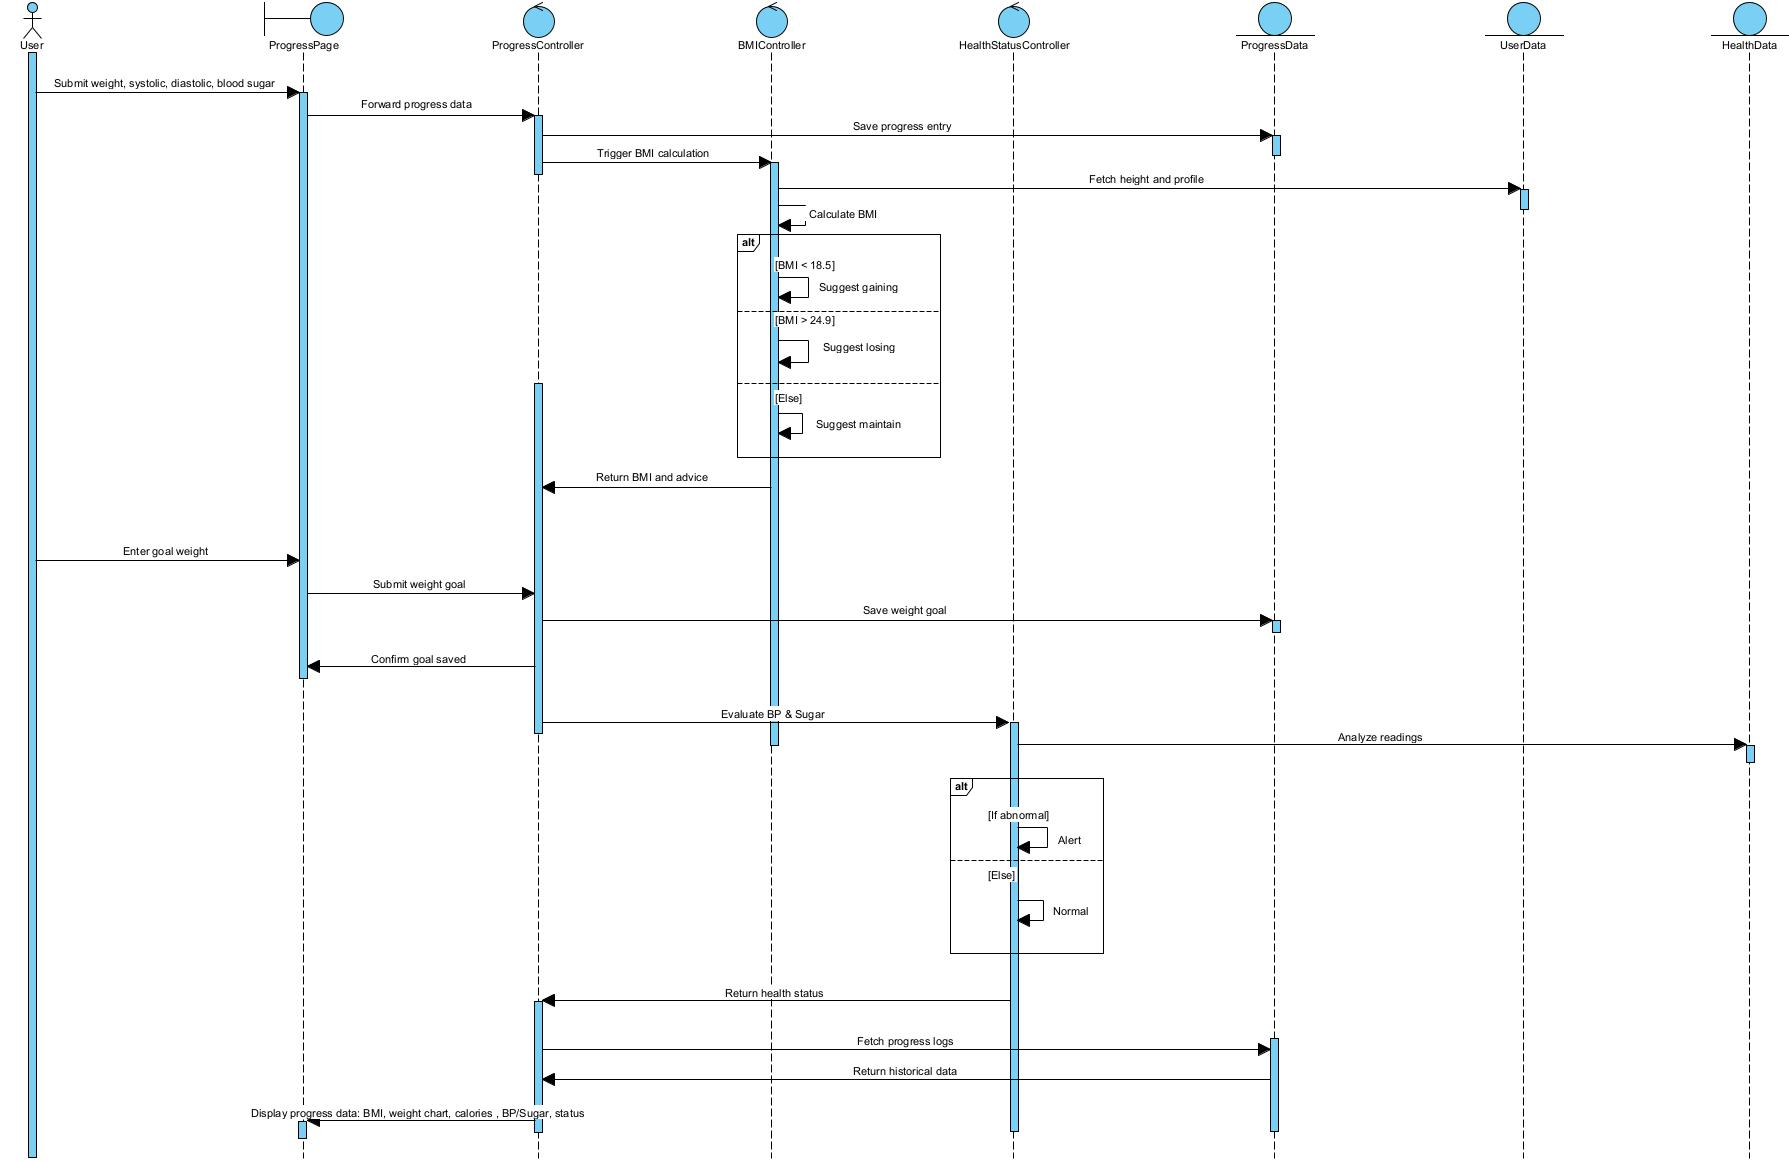 User
ProgressPage
ProgressController
BMIController
HealthStatusController
ProgressData
UserData
HealthData
Submit weight, systolic, diastolic, blood sugar
Forward progress data
Save progress entry
Trigger BMI calculation
Fetch height and profile
Calculate BMI
alt
[BMI < 18.5]
Suggest gaining
[BMI > 24.9]
Suggest losing
[Else]
Suggest maintain
Return BMI and advice
Enter goal weight
Submit weight goal
Save weight goal
Confirm goal saved
Evaluate BP & Sugar
Analyze readings
alt
[If abnormal]
Alert
[Else]
Normal
Return health status
Fetch progress logs
Return historical data
Display progress data: BMI, weight chart, calories , BP/Sugar, status